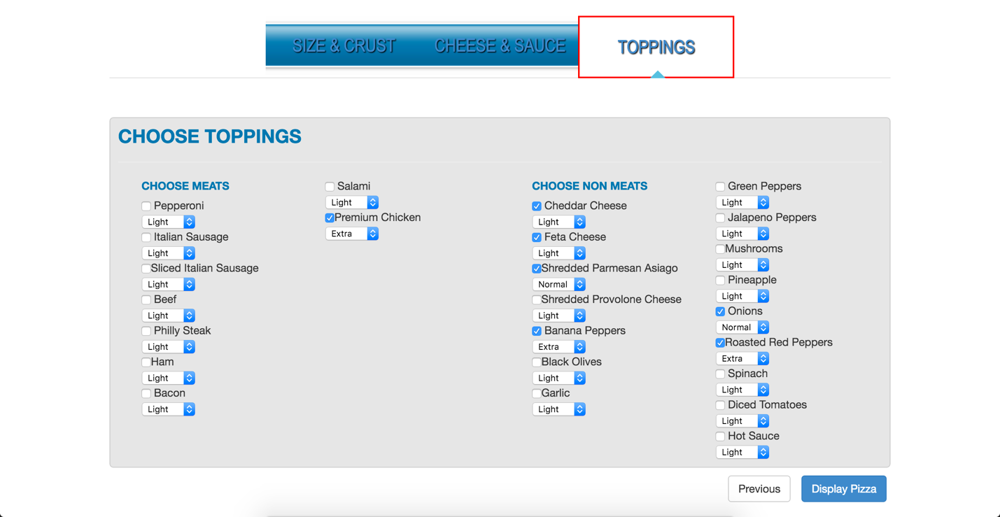 SIZE & CRUST CHEESE & SAUCE TOPPINGS
CHOOSE TOPPINGS
CHOOSE MEATS
Pepperoni
Light
Italian Sausage
Light
Sliced Italian Sausage
Light
Beef
Light
Philly Steak
Light
Ham
Light
Bacon
Light
Salami
Light
Premium Chicken
Extra
CHOOSE NON MEATS
Cheddar Cheese
Light
Feta Cheese
Light
Shredded Parmesan Asiago
Normal
Shredded Provolone Cheese
Light
Banana Peppers
Extra
Black Olives
Light
Garlic
Light
Green Peppers
Light
Jalapeno Peppers
Light
Mushrooms
Light
Pineapple
Light
Onions
Normal
Roasted Red Peppers
Extra
Spinach
Light
Diced Tomatoes
Light
Hot Sauce
Light
Previous Display Pizza